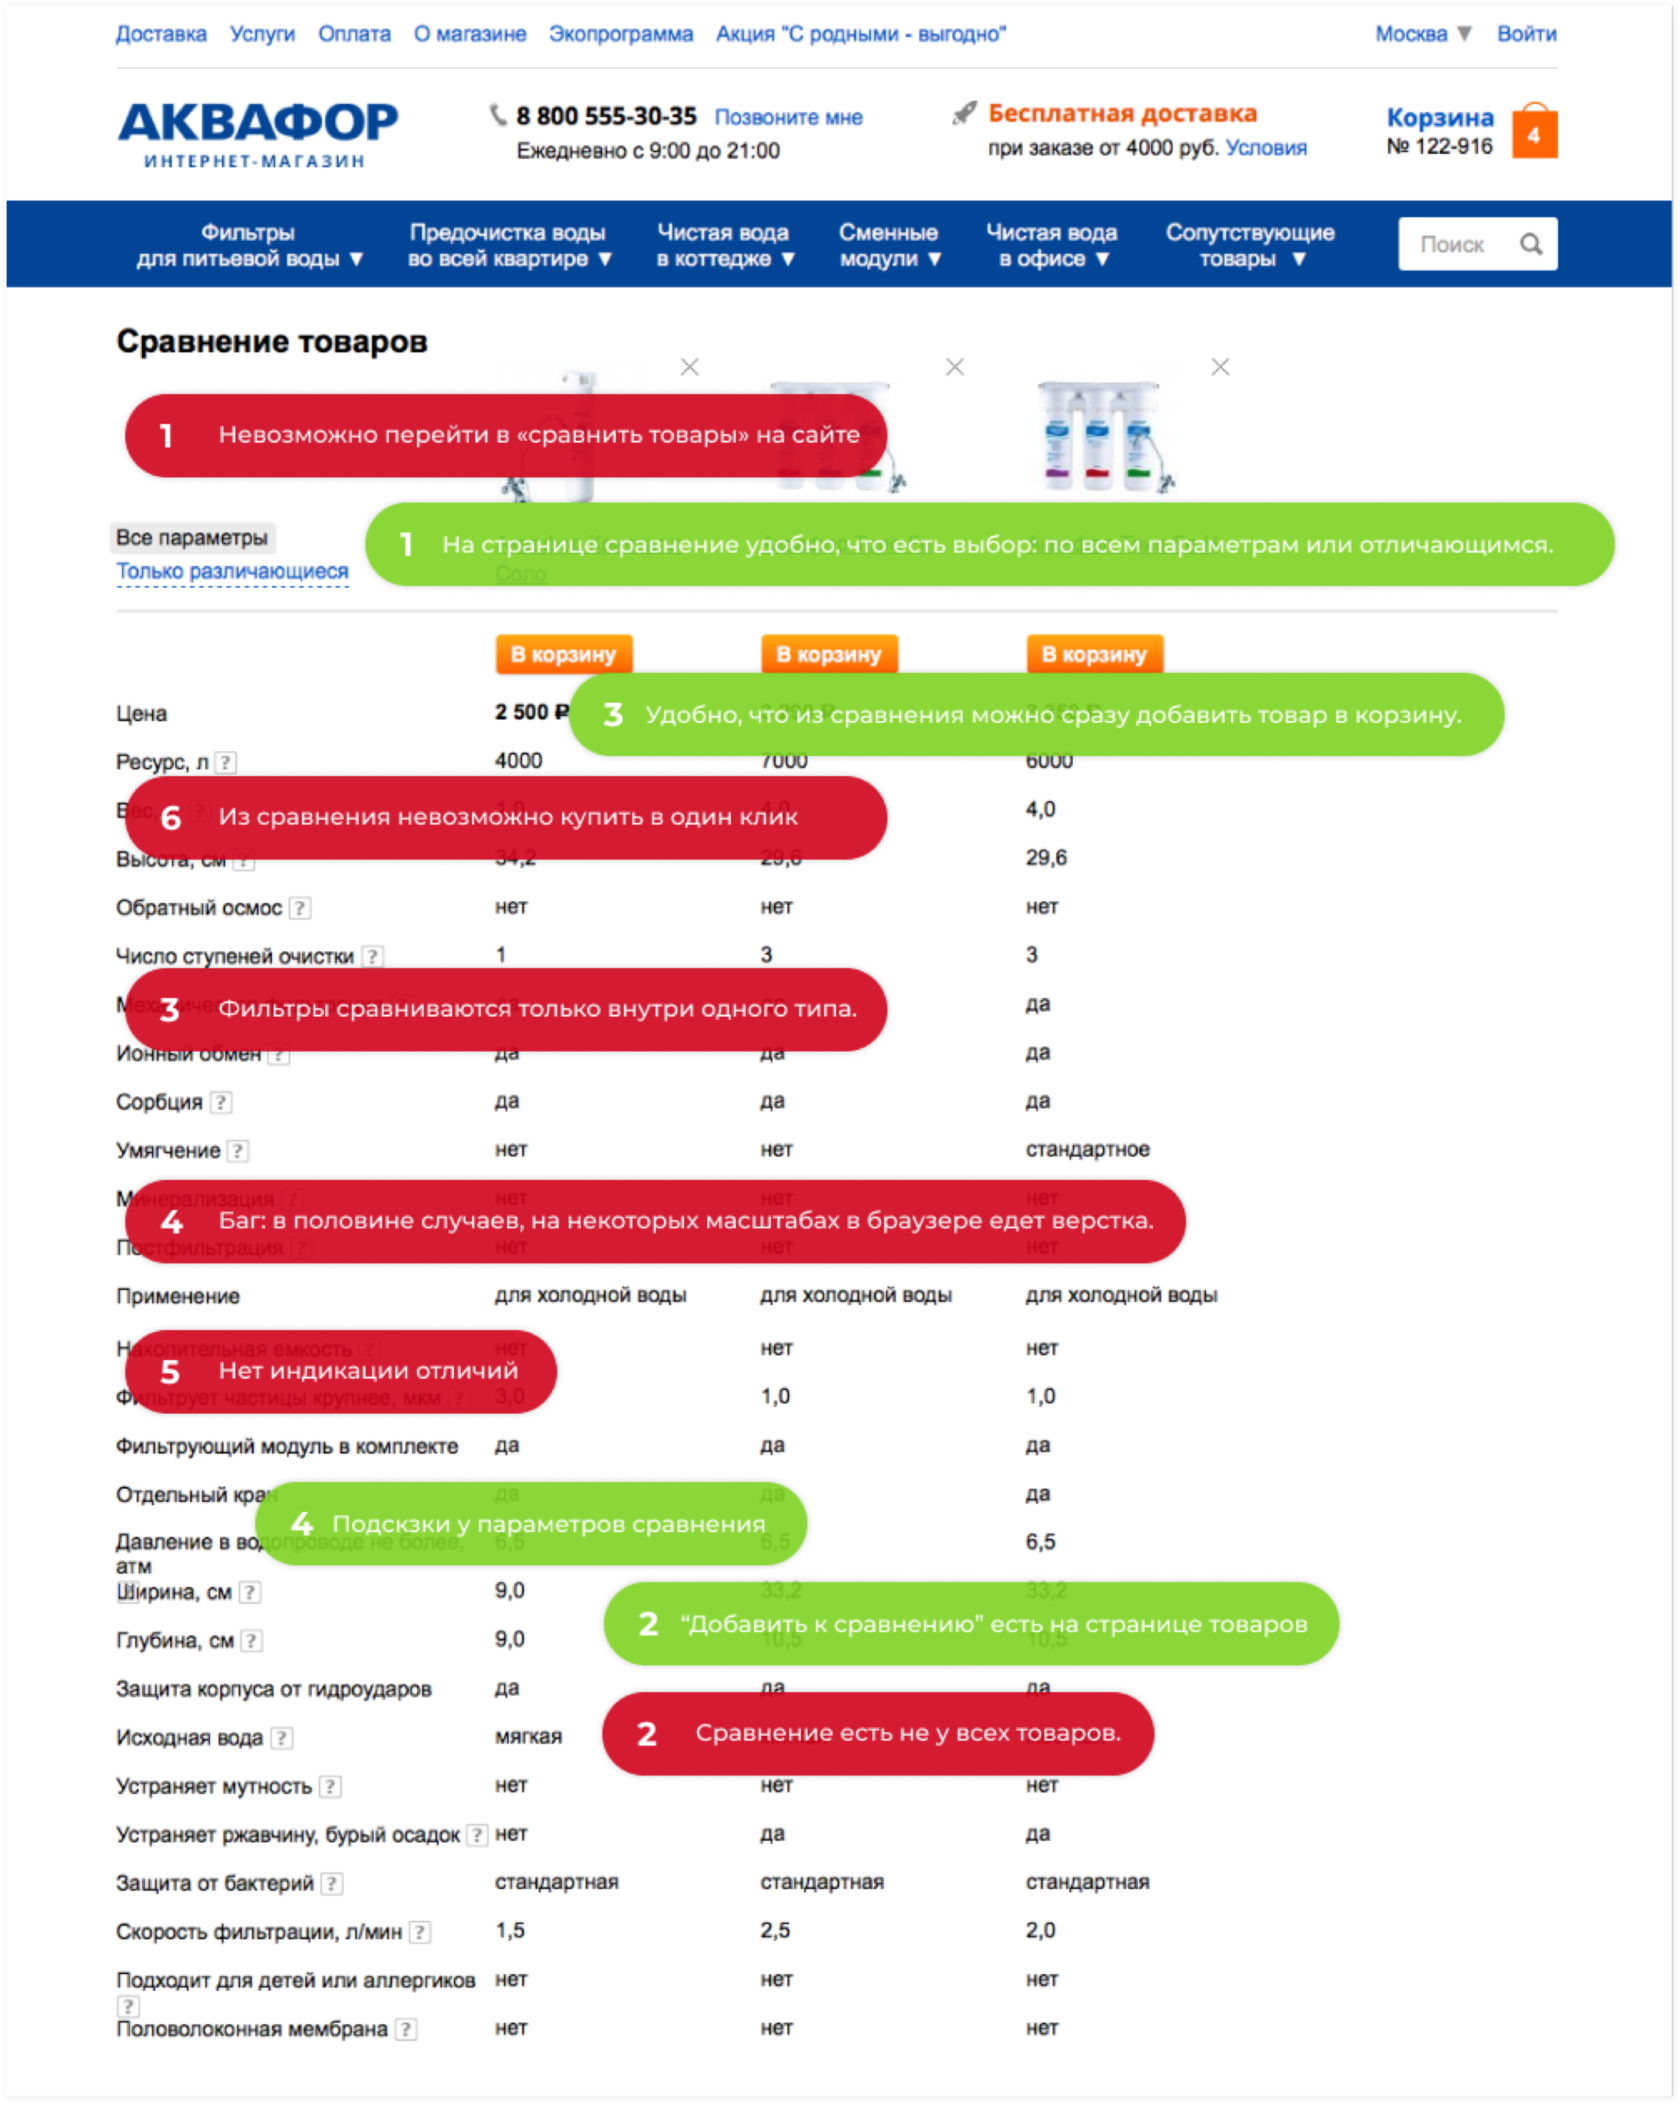 Доставка Услуги Оплата О магазине Экопрограмма Акция "С родными - выгодно" Москва ▼ Войти
АКВАФОР
ИНТЕРНЕТ-МАГАЗИН
8 800 555-30-35 Позвоните мне
Ежедневно с 9:00 до 21:00
Бесплатная доставка
при заказе от 4000 руб. Условия
Корзина
№ 122-916
4
Фильтры
для питьевой воды ▼
Предочистка воды
во всей квартире ▼
Чистая вода
в коттедже ▼
Сменные
модули ▼
Чистая вода
в офисе ▼
Сопутствующие
товары ▼
Поиск
Сравнение товаров
1 Невозможно перейти в «сравнить товары» на сайте
Все параметры
1 На странице сравнение удобно, что есть выбор: по всем параметрам или отличающимся.
Только различающиеся
Соло
В корзину В корзину В корзину
Цена 2 500 ₽
3 Удобно, что из сравнения можно сразу добавить товар в корзину.
Ресурс, л ? 4000 7000 6000
Вес, ? 1,0 4,0 4,0
6 Из сравнения невозможно купить в один клик
Высота, см ? 34,2 29,6 29,6
Обратный осмос ? нет нет нет
Число ступеней очистки ? 1 3 3
да
3 Фильтры сравниваются только внутри одного типа.
Ионный обмен ? да да да
Сорбция ? да да да
Умягчение ? нет нет стандартное
Минерализация ? нет нет нет
4 Баг: в половине случаев, на некоторых масштабах в браузере едет верстка.
Постфильтрация ? нет нет нет
Применение для холодной воды для холодной воды для холодной воды
Накопительная емкость ? нет нет нет
5 Нет индикации отличий
Фильтрует частицы крупнее, мкм ? 3,0 1,0 1,0
Фильтрующий модуль в комплекте да да да
Отдельный кран да да да
4 Подскзки у параметров сравнения
Давление в водопроводе не более, 6,5 6,5 6,5
атм
Ширина, см ? 9,0 33,2 33,2
2 “Добавить к сравнению” есть на странице товаров
Глубина, см ? 9,0 10,5 10,5
Защита корпуса от гидроударов да да да
Исходная вода ? мягкая
2 Сравнение есть не у всех товаров.
Устраняет мутность ? нет нет нет
Устраняет ржавчину, бурый осадок ? нет да да
Защита от бактерий ? стандартная стандартная стандартная
Скорость фильтрации, л/мин ? 1,5 2,5 2,0
Подходит для детей или аллергиков нет нет нет
?
Половолоконная мембрана ? нет нет нет